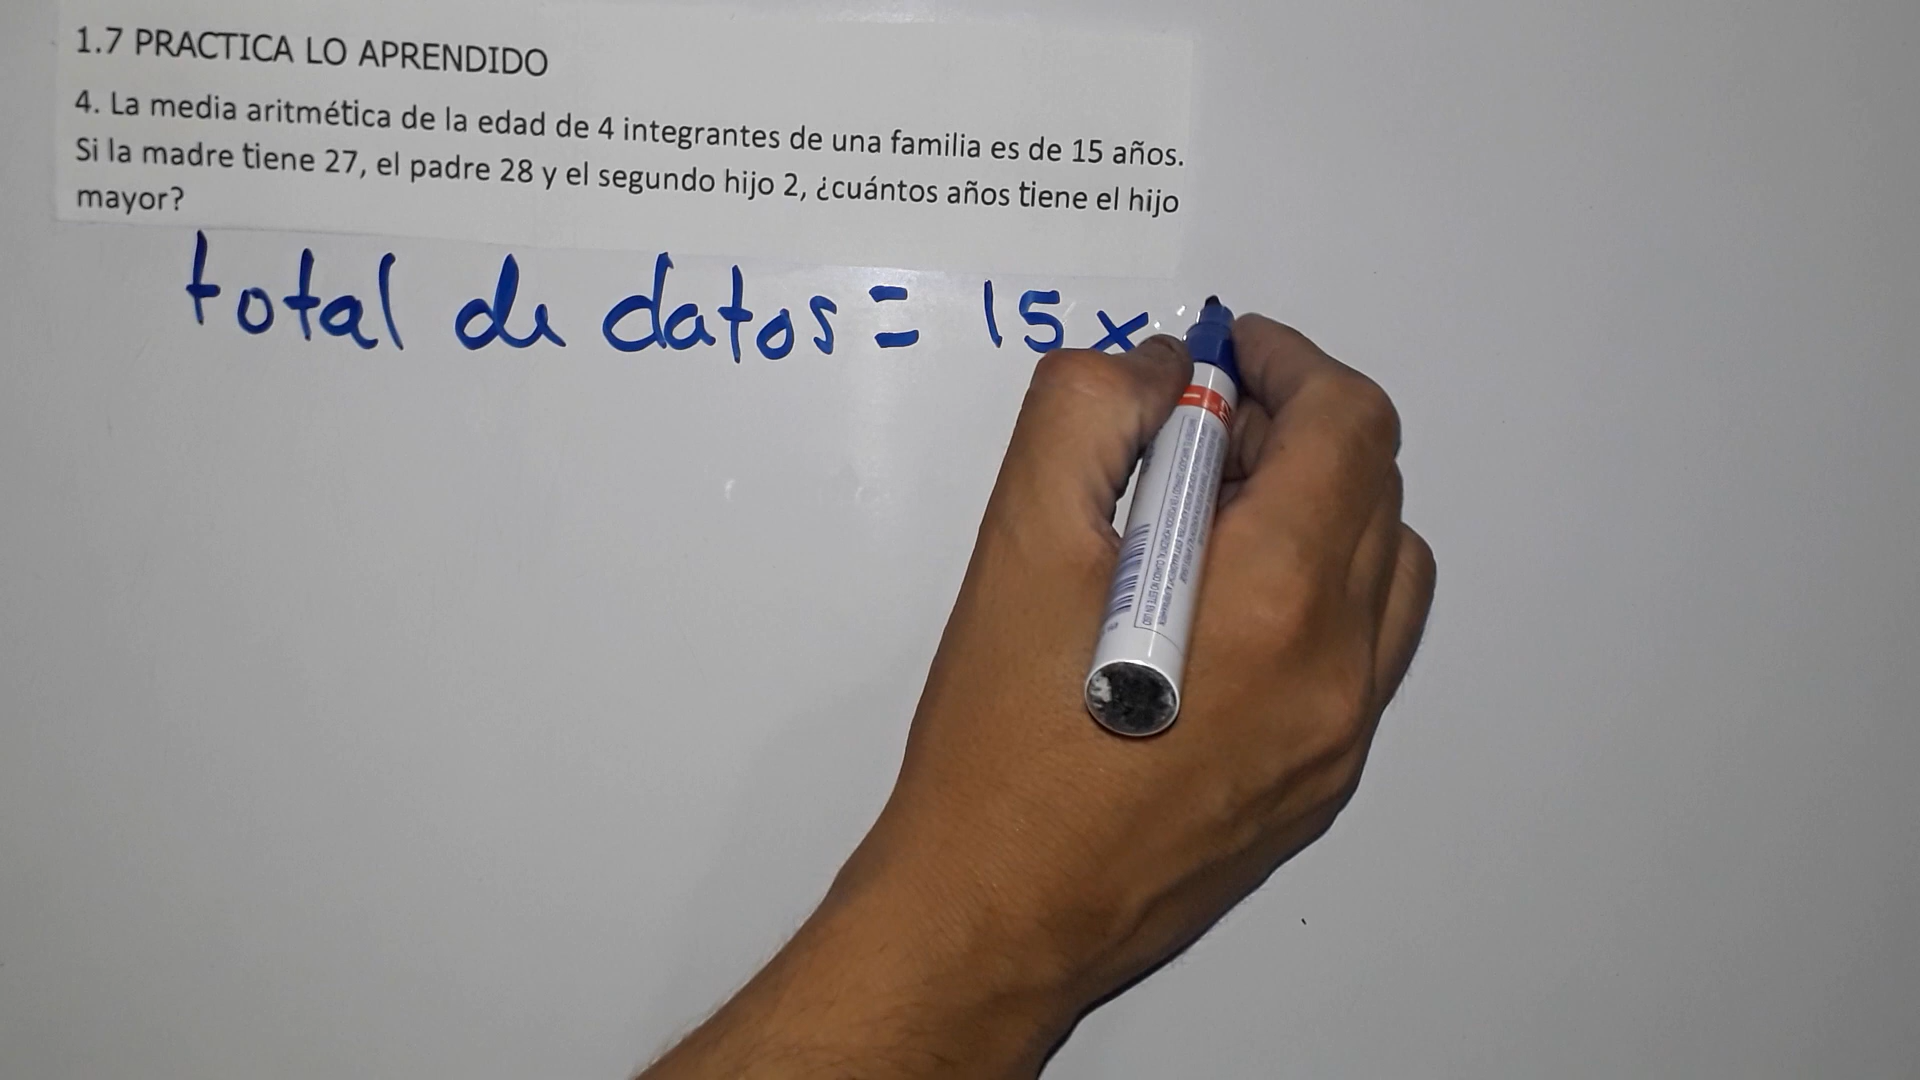 1.7 PRACTICA LO APRENDIDO
4. La media aritmética de la edad de 4 integrantes de una familia es de 15 años.
Si la madre tiene 27, el padre 28 y el segundo hijo 2, ¿cuántos años tiene el hijo
mayor?
total de datos = 15 x